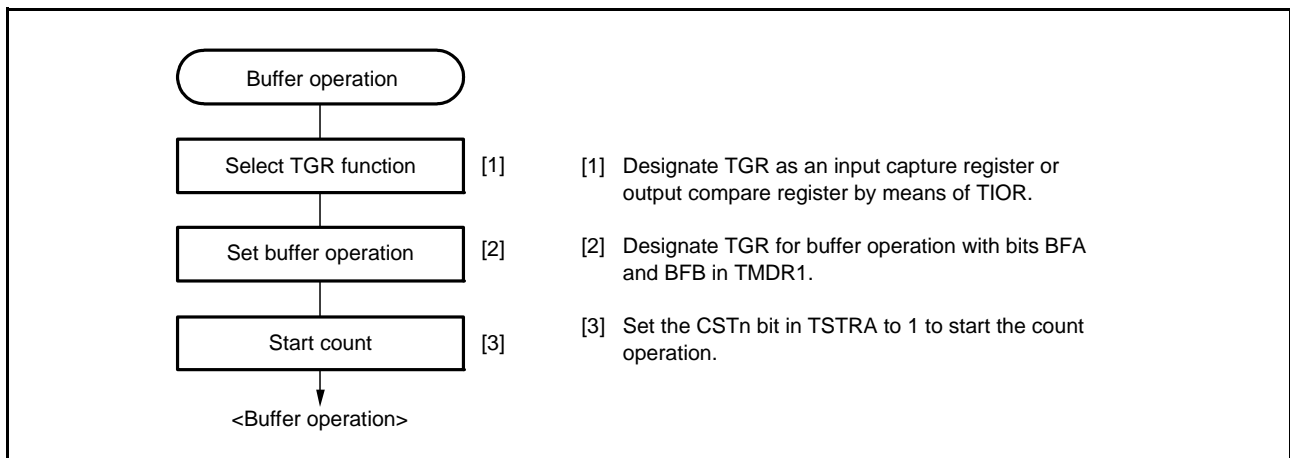 Buffer operation
Select TGR function
[1]
Set buffer operation
[2]
Start count
[3]
<Buffer operation>
[1] Designate TGR as an input capture register or
output compare register by means of TIOR.
[2] Designate TGR for buffer operation with bits BFA
and BFB in TMDR1.
[3] Set the CSTn bit in TSTRA to 1 to start the count
operation.